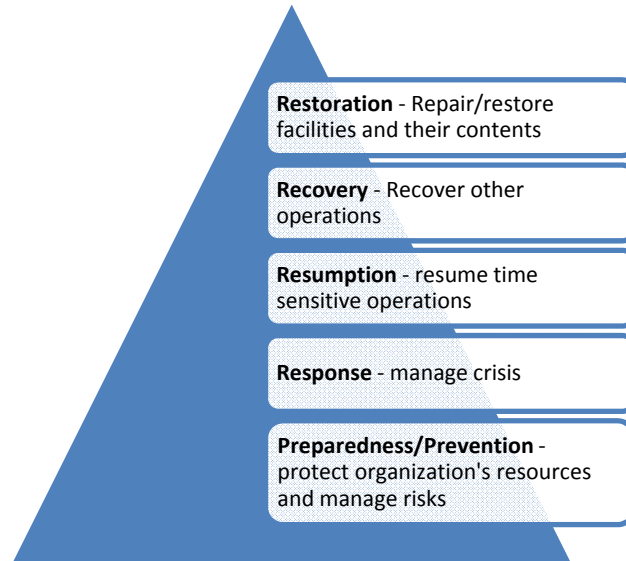 Restoration - Repair/restore
facilities and their contents
Recovery - Recover other
operations
Resumption - resume time
sensitive operations
Response - manage crisis
Preparedness/Prevention -
protect organization's resources
and manage risks